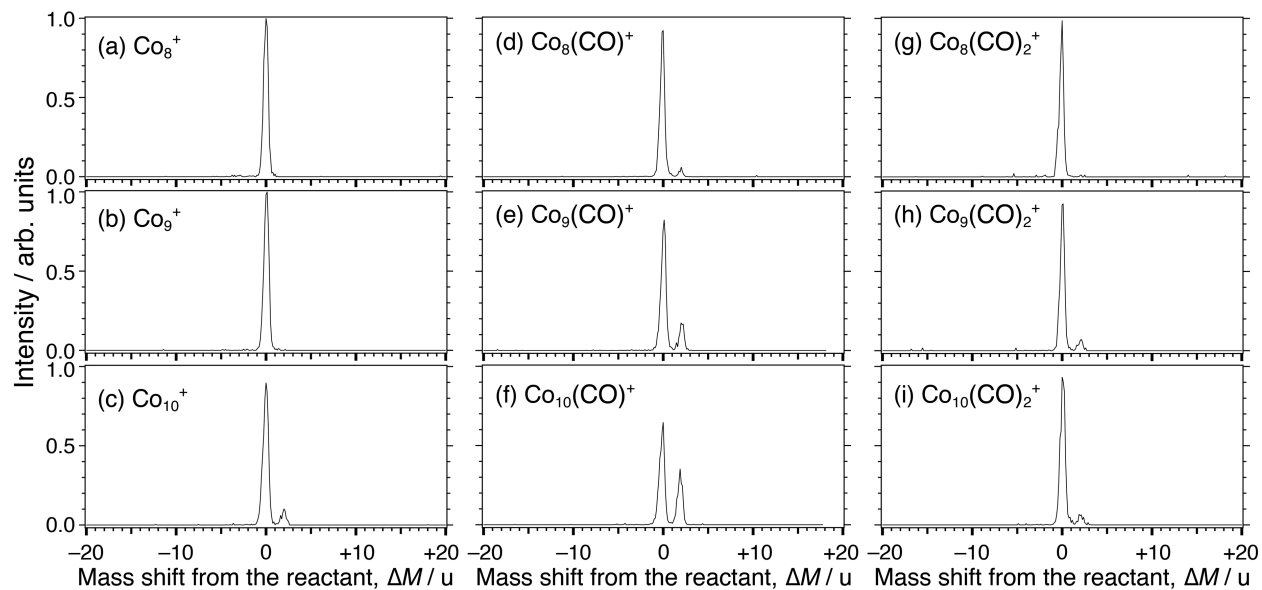 Intensity / arb. units
1.0
0.5
0.0
(a) Co₈⁺
(d) Co₈(CO)⁺
(g) Co₈(CO)₂⁺
1.0
0.5
0.0
(b) Co₉⁺
(e) Co₉(CO)⁺
(h) Co₉(CO)₂⁺
1.0
0.5
0.0
(c) Co₁₀⁺
(f) Co₁₀(CO)⁺
(i) Co₁₀(CO)₂⁺
−20 −10 0 +10 +20
−20 −10 0 +10 +20
−20 −10 0 +10 +20
Mass shift from the reactant, ΔM / u
Mass shift from the reactant, ΔM / u
Mass shift from the reactant, ΔM / u